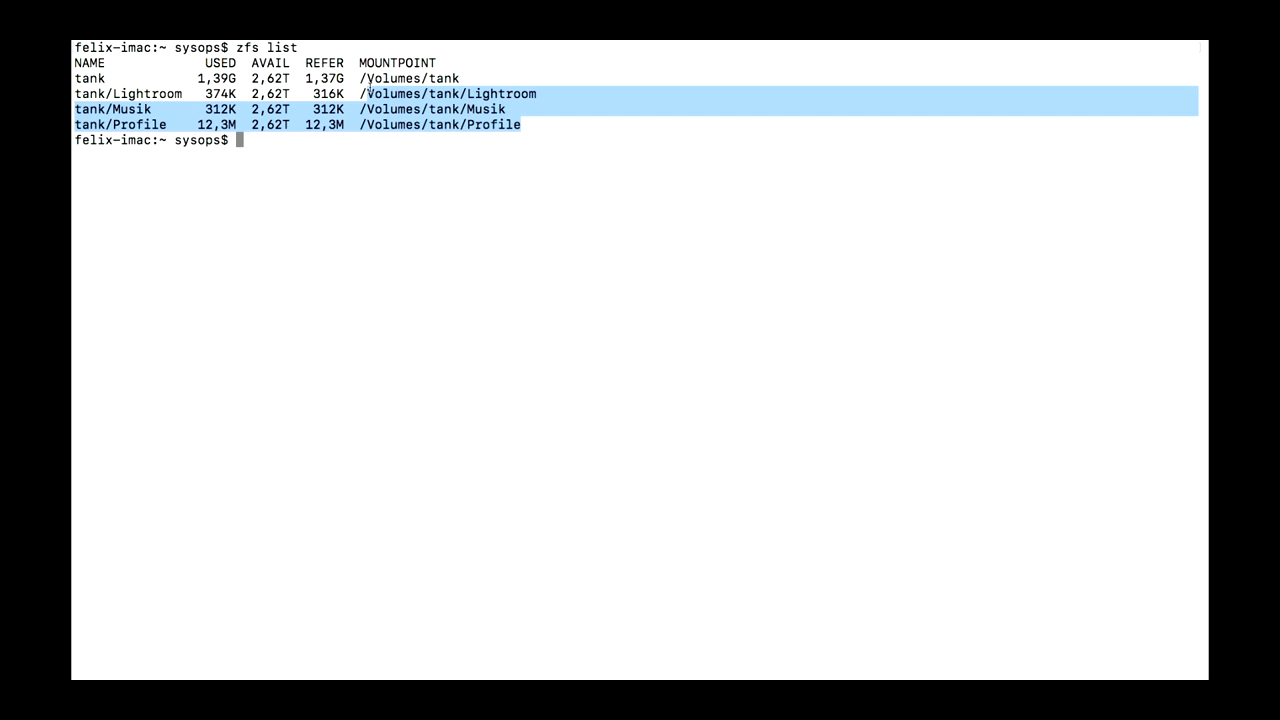 felix-imac:~ sysops$ zfs list
NAME             USED  AVAIL  REFER  MOUNTPOINT
tank            1,39G  2,62T  1,37G  /Volumes/tank
tank/Lightroom   374K  2,62T   316K  /Volumes/tank/Lightroom
tank/Musik       312K  2,62T   312K  /Volumes/tank/Musik
tank/Profile    12,3M  2,62T  12,3M  /Volumes/tank/Profile
felix-imac:~ sysops$